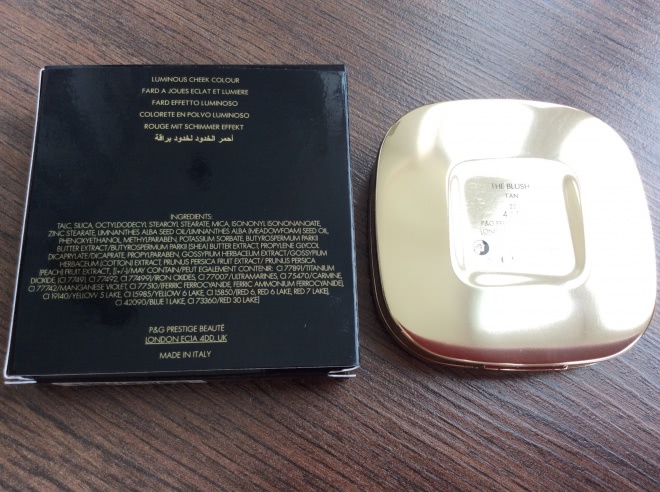 LUMINOUS CHEEK COLOUR
FARD A JOUES ECLAT ET LUMIERE
FARD EFFETTO LUMINOSO
COLORETE EN POLVO LUMINOSO
ROUGE MIT SCHIMMER EFFEKT
أحمر الخدود لخدود براقة
INGREDIENTS:
TALC, SILICA, OCTYLDODECYL STEAROYL STEARATE, MICA, ISONONYL ISONONANOATE,
ZINC STEARATE, LIMNANTHES ALBA SEED OIL/LIMNANTHES ALBA (MEADOWFOAM) SEED OIL,
PHENOXYETHANOL, METHYLPARABEN, POTASSIUM SORBATE, BUTYROSPERMUM PARKII
BUTTER EXTRACT/BUTYROSPERMUM PARKII (SHEA) BUTTER EXTRACT, PROPYLENE GLYCOL
DICAPRYLATE/DICAPRATE, PROPYLPARABEN, GOSSYPIUM HERBACEUM EXTRACT/GOSSYPIUM
HERBACEUM (COTTON) EXTRACT, PRUNUS PERSICA FRUIT EXTRACT/ PRUNUS PERSICA
(PEACH) FRUIT EXTRACT, [(+/-)/MAY CONTAIN/PEUT EGALEMENT CONTENIR: CI 77891/TITANIUM
DIOXIDE, (CI 77491, CI 77492, CI 77499)/IRON OXIDES, CI 77007/ULTRAMARINES, CI 75470/CARMINE,
CI 77742/MANGANESE VIOLET, CI 77510/(FERRIC FERROCYANIDE, FERRIC AMMONIUM FERROCYANIDE),
CI 19140/YELLOW 5 LAKE, CI 15985/YELLOW 6 LAKE, CI 15850/(RED 6, RED 6 LAKE, RED 7 LAKE),
CI 42090/BLUE 1 LAKE, CI 73360/RED 30 LAKE]
P&G PRESTIGE BEAUTÉ
LONDON EC1A 4DD, UK
MADE IN ITALY
THE BLUSH
TAN
22
P&G